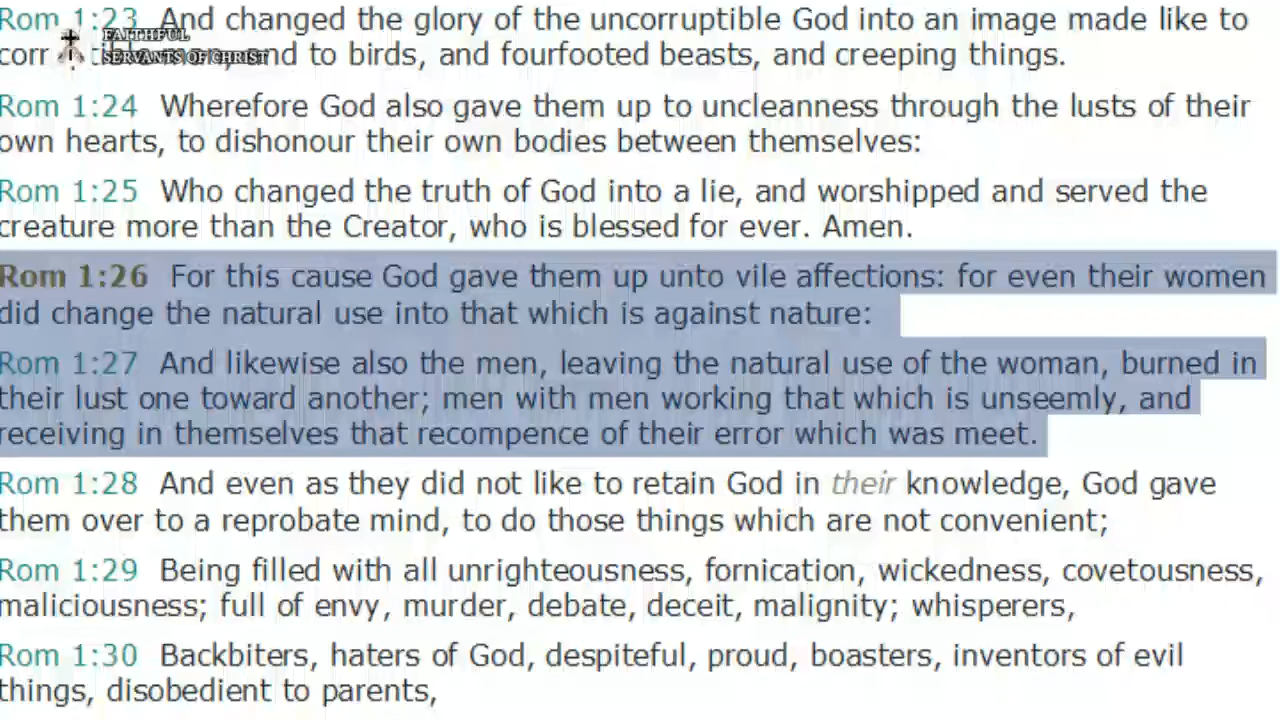 Rom 1:23 And changed the glory of the uncorruptible God into an image made like to
FAITHFUL
SERVANTS OF CHRIST
and to birds, and fourfooted beasts, and creeping things.
Rom 1:24 Wherefore God also gave them up to uncleanness through the lusts of their
own hearts, to dishonour their own bodies between themselves:
Rom 1:25 Who changed the truth of God into a lie, and worshipped and served the
creature more than the Creator, who is blessed for ever. Amen.
Rom 1:26 For this cause God gave them up unto vile affections: for even their women
did change the natural use into that which is against nature:
Rom 1:27 And likewise also the men, leaving the natural use of the woman, burned in
their lust one toward another; men with men working that which is unseemly, and
receiving in themselves that recompence of their error which was meet.
Rom 1:28 And even as they did not like to retain God in their knowledge, God gave
them over to a reprobate mind, to do those things which are not convenient;
Rom 1:29 Being filled with all unrighteousness, fornication, wickedness, covetousness,
maliciousness; full of envy, murder, debate, deceit, malignity; whisperers,
Rom 1:30 Backbiters, haters of God, despiteful, proud, boasters, inventors of evil
things, disobedient to parents,